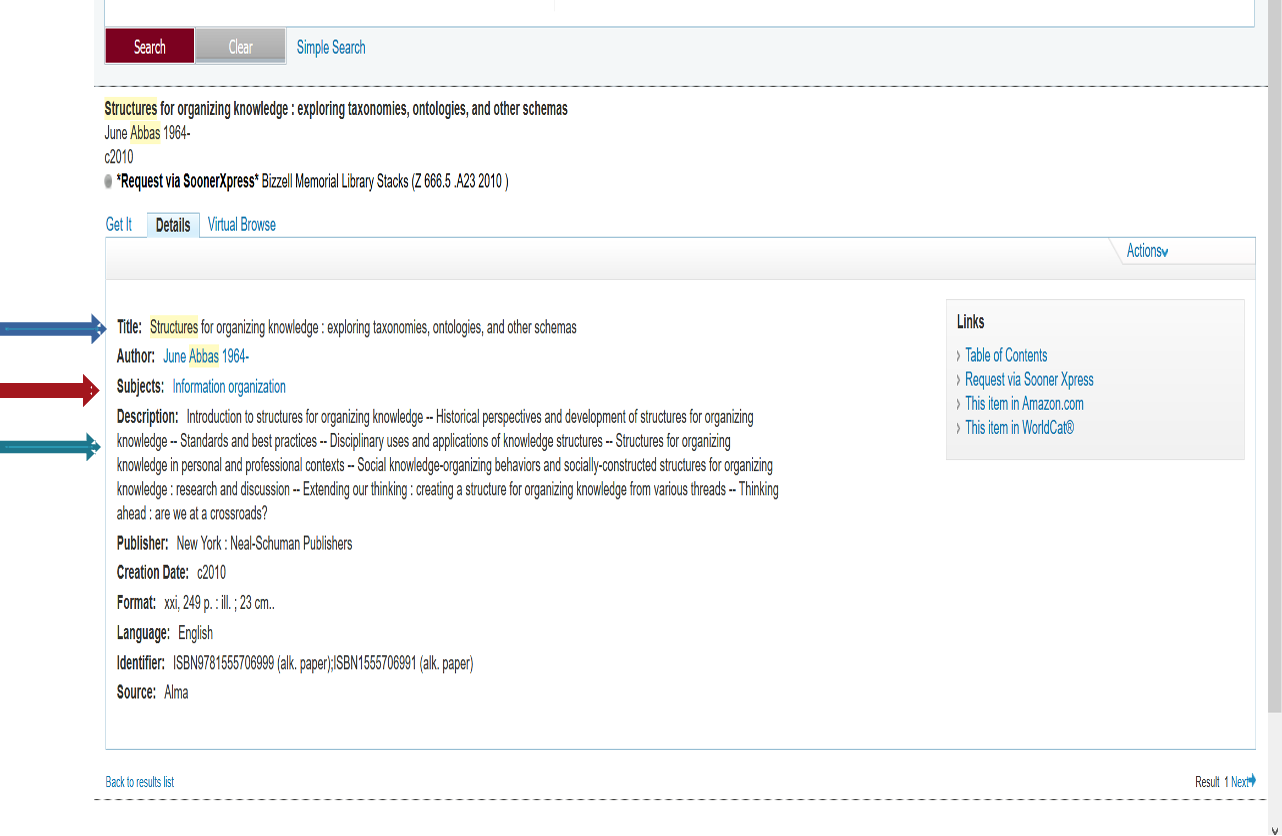 Search Clear Simple Search
Structures for organizing knowledge : exploring taxonomies, ontologies, and other schemas
June Abbas 1964-
c2010
*Request via SoonerXpress* Bizzell Memorial Library Stacks (Z 666.5 .A23 2010 )
Get It Details Virtual Browse
Actions
Title: Structures for organizing knowledge : exploring taxonomies, ontologies, and other schemas
Author: June Abbas 1964-
Subjects: Information organization
Description: Introduction to structures for organizing knowledge -- Historical perspectives and development of structures for organizing
knowledge -- Standards and best practices -- Disciplinary uses and applications of knowledge structures -- Structures for organizing
knowledge in personal and professional contexts -- Social knowledge-organizing behaviors and socially-constructed structures for organizing
knowledge : research and discussion -- Extending our thinking : creating a structure for organizing knowledge from various threads -- Thinking
ahead : are we at a crossroads?
Publisher: New York : Neal-Schuman Publishers
Creation Date: c2010
Format: xxi, 249 p. : ill. ; 23 cm..
Language: English
Identifier: ISBN9781555706999 (alk. paper);ISBN1555706991 (alk. paper)
Source: Alma
Links
Table of Contents
Request via Sooner Xpress
This item in Amazon.com
This item in WorldCat®
Back to results list
Result 1 Next